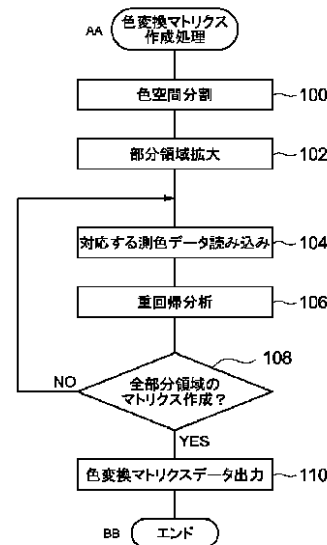 AA
色変換マトリクス
作成処理
色空間分割
100
部分領域拡大
102
対応する測色データ読み込み
104
重回帰分析
106
108
全部分領域の
マトリクス作成?
NO
YES
色変換マトリクスデータ出力
110
BB
エンド